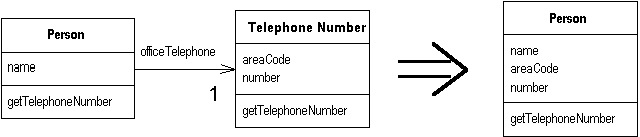 Person
name
getTelephoneNumber
officeTelephone
1
Telephone Number
areaCode
number
getTelephoneNumber
Person
name
areaCode
number
getTelephoneNumber